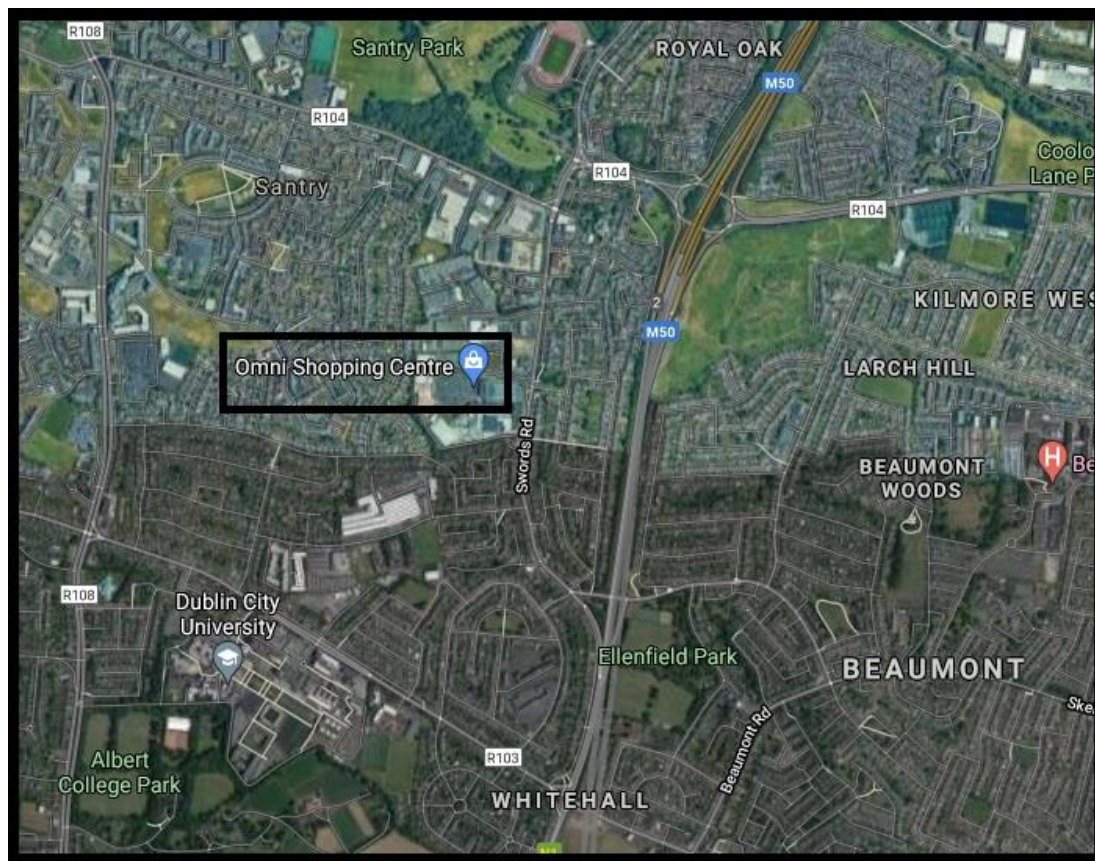 R108
Santry Park
ROYAL OAK
M50
R104
R104
Coolo
Lane P
Santry
R104
KILMORE WES
2
M50
Omni Shopping Centre
LARCH HILL
Swords Rd
BEAUMONT
WOODS
H
Be
R108
Dublin City
University
Ellenfield Park
BEAUMONT
Ske
Beaumont Rd
R103
Albert
College Park
WHITEHALL
N1